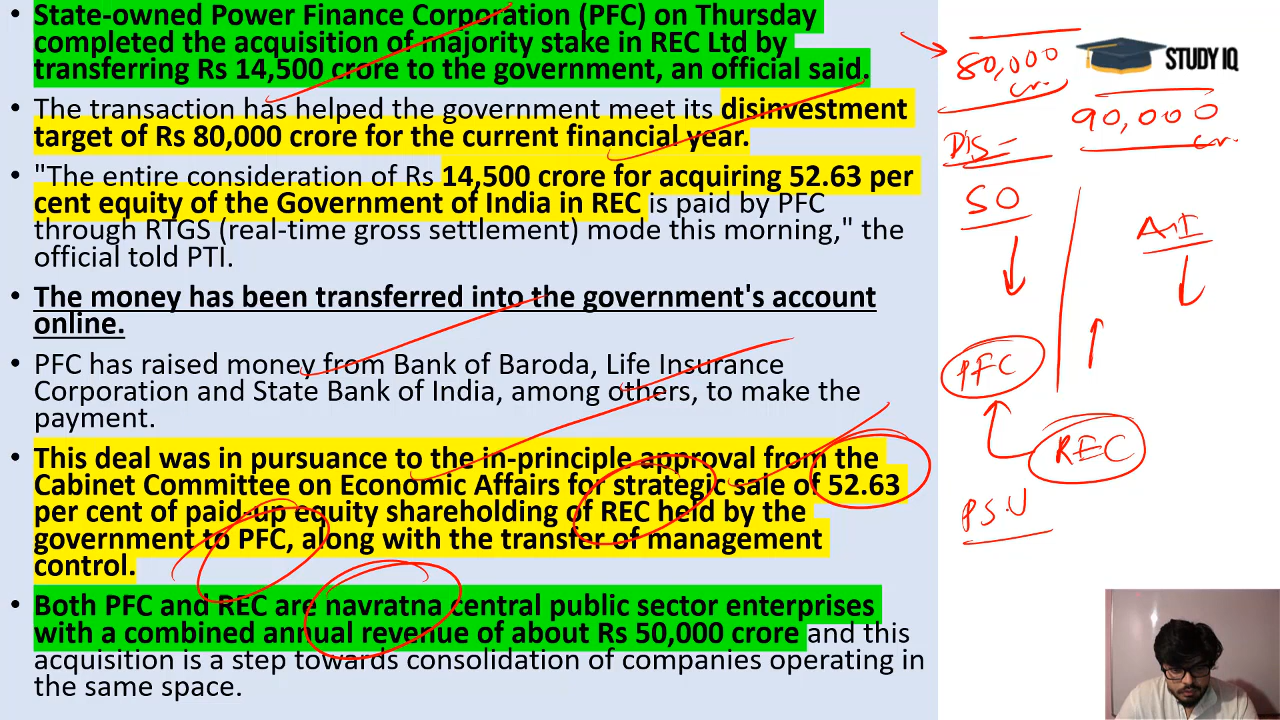 • State-owned Power Finance Corporation (PFC) on Thursday
completed the acquisition of majority stake in REC Ltd by
transferring Rs 14,500 crore to the government, an official said.
• The transaction has helped the government meet its disinvestment
target of Rs 80,000 crore for the current financial year.
• "The entire consideration of Rs 14,500 crore for acquiring 52.63 per
cent equity of the Government of India in REC is paid by PFC
through RTGS (real-time gross settlement) mode this morning," the
official told PTI.
• The money has been transferred into the government's account
online.
• PFC has raised money from Bank of Baroda, Life Insurance
Corporation and State Bank of India, among others, to make the
payment.
• This deal was in pursuance to the in-principle approval from the
Cabinet Committee on Economic Affairs for strategic sale of 52.63
per cent of paid-up equity shareholding of REC held by the
government to PFC, along with the transfer of management
control.
• Both PFC and REC are navratna central public sector enterprises
with a combined annual revenue of about Rs 50,000 crore and this
acquisition is a step towards consolidation of companies operating in
the same space.
80,000
cr.
STUDY IQ
90,000
cr.
DIS
SO
A.I
PFC
REC
P.S.U